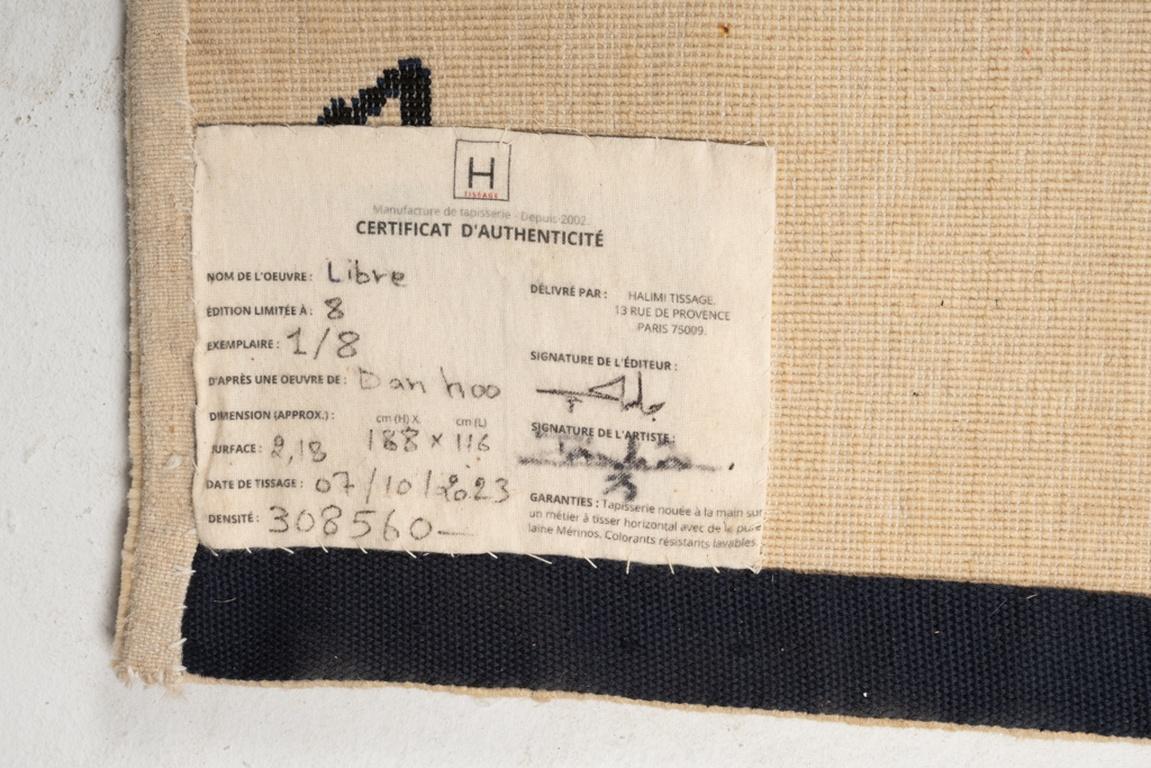 H
TISSAGE
Manufacture de tapisserie - Depuis 2002.
CERTIFICAT D'AUTHENTICITÉ
NOM DE L'OEUVRE : Libre
ÉDITION LIMITÉE À : 8
EXEMPLAIRE : 1/8
D'APRÈS UNE OEUVRE DE : Dan hoo
DIMENSION (APPROX.) : cm (H) X cm (L)
SURFACE : 2,18 188 x 116
DATE DE TISSAGE : 07/10/2023
DENSITÉ : 308560-
DÉLIVRÉ PAR : HALIMI TISSAGE.
13 RUE DE PROVENCE
PARIS 75009.
SIGNATURE DE L'ÉDITEUR :
SIGNATURE DE L'ARTISTE :
GARANTIES : Tapisserie nouée à la main sur
un métier à tisser horizontal avec de la pure
laine Mérinos. Colorants résistants lavables.